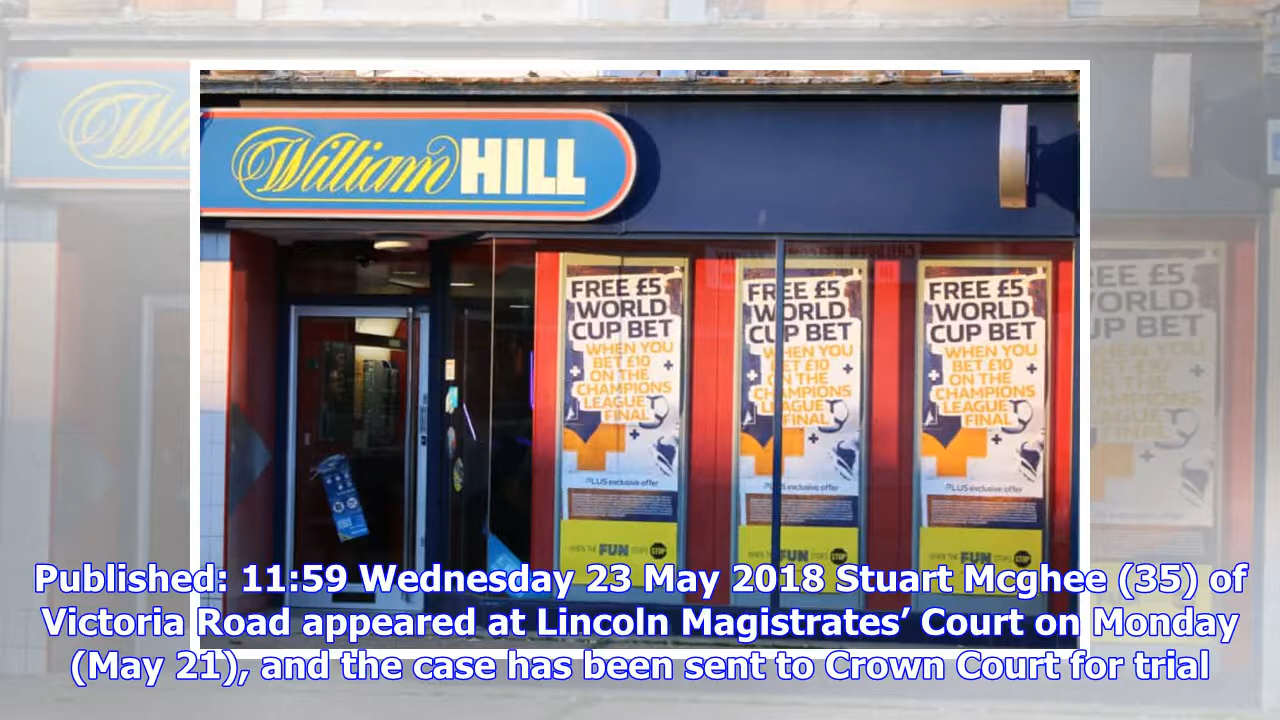 William HILL
FREE £5
WORLD
CUP BET
WHEN YOU
BET £10
ON THE
CHAMPIONS
LEAGUE
FINAL
PLUS exclusive offer
WHEN THE FUN STOPS STOP
FREE £5
WORLD
CUP BET
WHEN YOU
BET £10
ON THE
CHAMPIONS
LEAGUE
FINAL
PLUS exclusive offer
WHEN THE FUN STOPS STOP
FREE £5
WORLD
CUP BET
WHEN YOU
BET £10
ON THE
CHAMPIONS
LEAGUE
FINAL
PLUS exclusive offer
WHEN THE FUN STOPS STOP
Published: 11:59 Wednesday 23 May 2018 Stuart Mcghee (35) of
Victoria Road appeared at Lincoln Magistrates’ Court on Monday
(May 21), and the case has been sent to Crown Court for trial